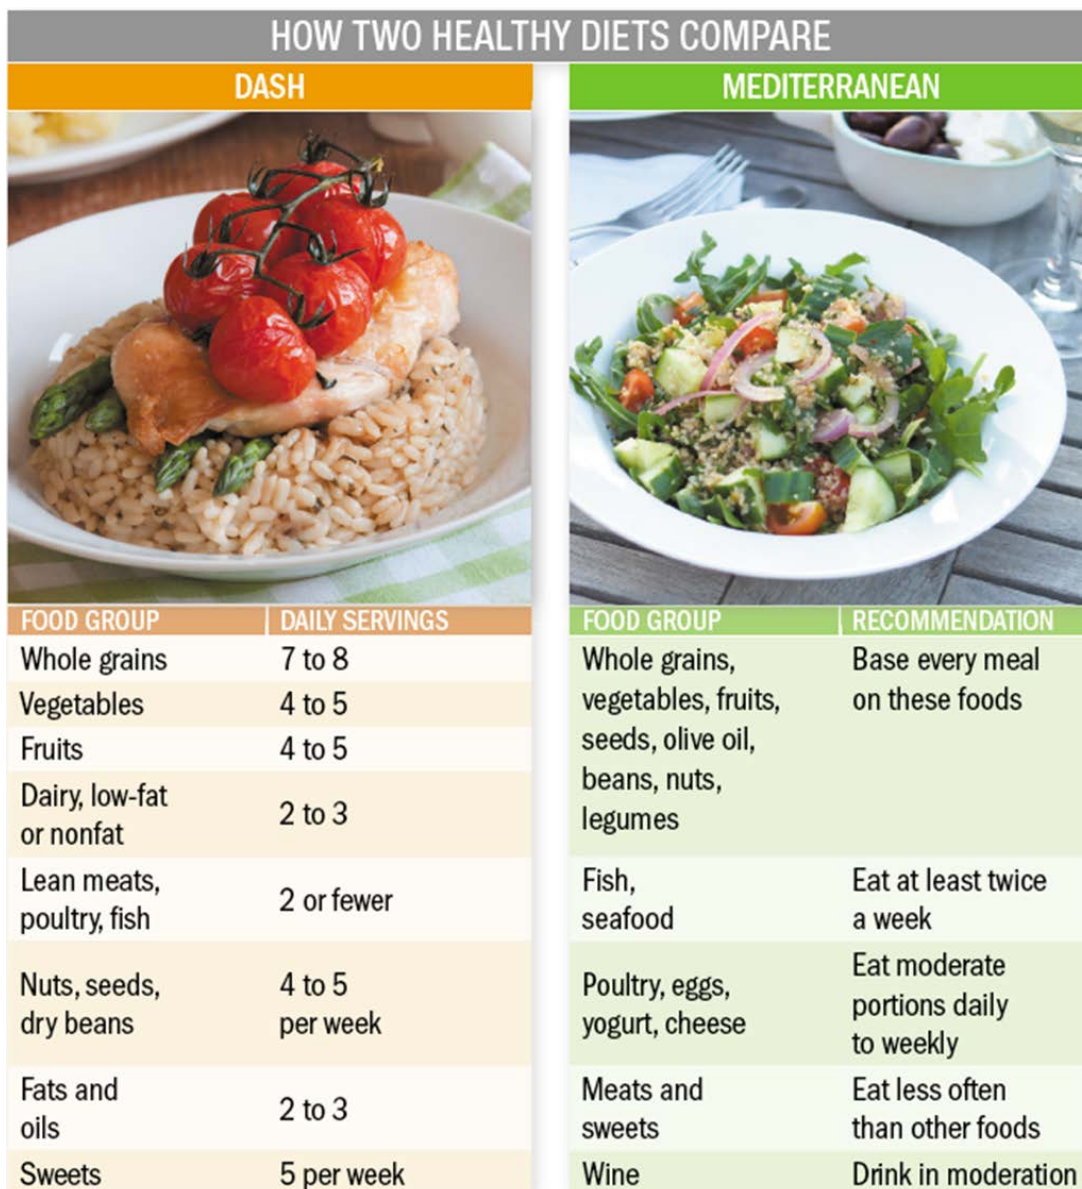 HOW TWO HEALTHY DIETS COMPARE
DASH
FOOD GROUP
DAILY SERVINGS
Whole grains
7 to 8
Vegetables
4 to 5
Fruits
4 to 5
Dairy, low-fat
or nonfat
2 to 3
Lean meats,
poultry, fish
2 or fewer
Nuts, seeds,
dry beans
4 to 5
per week
Fats and
oils
2 to 3
Sweets
5 per week
MEDITERRANEAN
FOOD GROUP
RECOMMENDATION
Whole grains,
vegetables, fruits,
seeds, olive oil,
beans, nuts,
legumes
Base every meal
on these foods
Fish,
seafood
Eat at least twice
a week
Poultry, eggs,
yogurt, cheese
Eat moderate
portions daily
to weekly
Meats and
sweets
Eat less often
than other foods
Wine
Drink in moderation